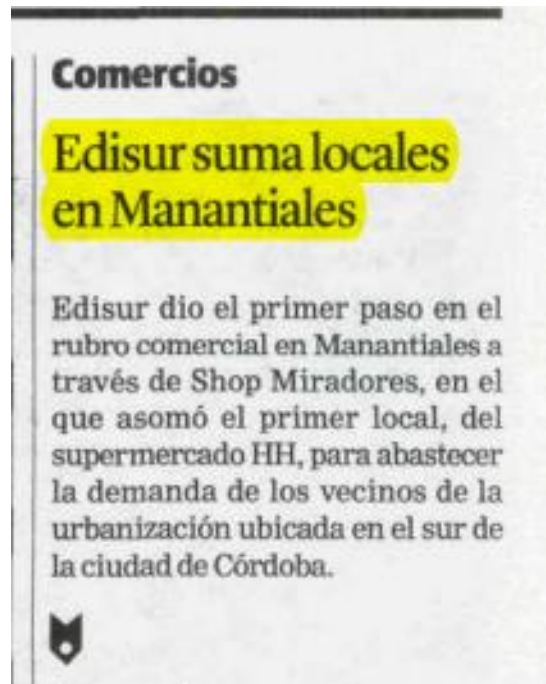 Comercios
Edisur suma locales
en Manantiales
Edisur dio el primer paso en el
rubro comercial en Manantiales a
través de Shop Miradores, en el
que asomó el primer local, del
supermercado HH, para abastecer
la demanda de los vecinos de la
urbanización ubicada en el sur de
la ciudad de Córdoba.